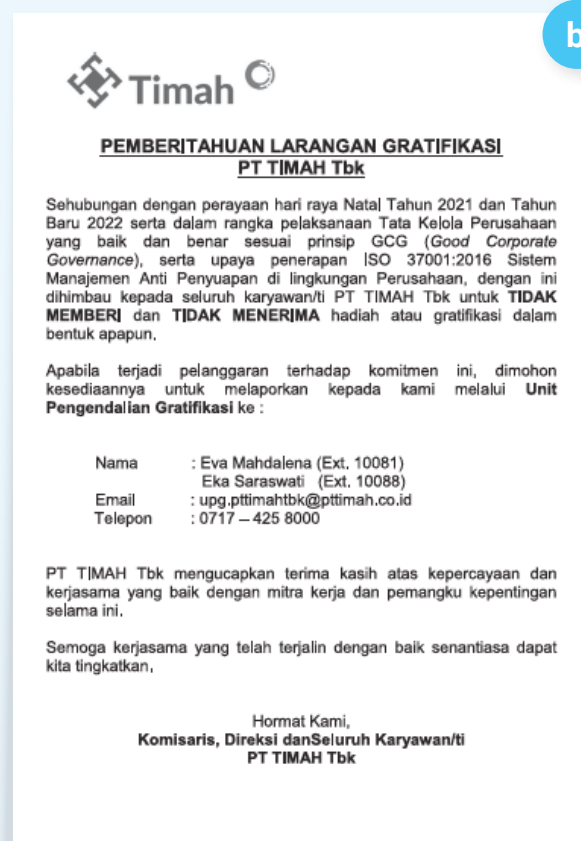 b
Timah
PEMBERITAHUAN LARANGAN GRATIFIKASI
PT TIMAH Tbk
Sehubungan dengan perayaan hari raya Natal Tahun 2021 dan Tahun
Baru 2022 serta dalam rangka pelaksanaan Tata Kelola Perusahaan
yang baik dan benar sesuai prinsip GCG (Good Corporate
Governance), serta upaya penerapan ISO 37001:2016 Sistem
Manajemen Anti Penyuapan di lingkungan Perusahaan, dengan ini
dihimbau kepada seluruh karyawan/ti PT TIMAH Tbk untuk TIDAK
MEMBERI dan TIDAK MENERIMA hadiah atau gratifikasi dalam
bentuk apapun.
Apabila terjadi pelanggaran terhadap komitmen ini, dimohon
kesediaannya untuk melaporkan kepada kami melalui Unit
Pengendalian Gratifikasi ke :
Nama : Eva Mahdalena (Ext. 10081)
Eka Saraswati (Ext. 10088)
Email : upg.pttimahtbk@pttimah.co.id
Telepon : 0717 – 425 8000
PT TIMAH Tbk mengucapkan terima kasih atas kepercayaan dan
kerjasama yang baik dengan mitra kerja dan pemangku kepentingan
selama ini.
Semoga kerjasama yang telah terjalin dengan baik senantiasa dapat
kita tingkatkan.
Hormat Kami,
Komisaris, Direksi danSeluruh Karyawan/ti
PT TIMAH Tbk